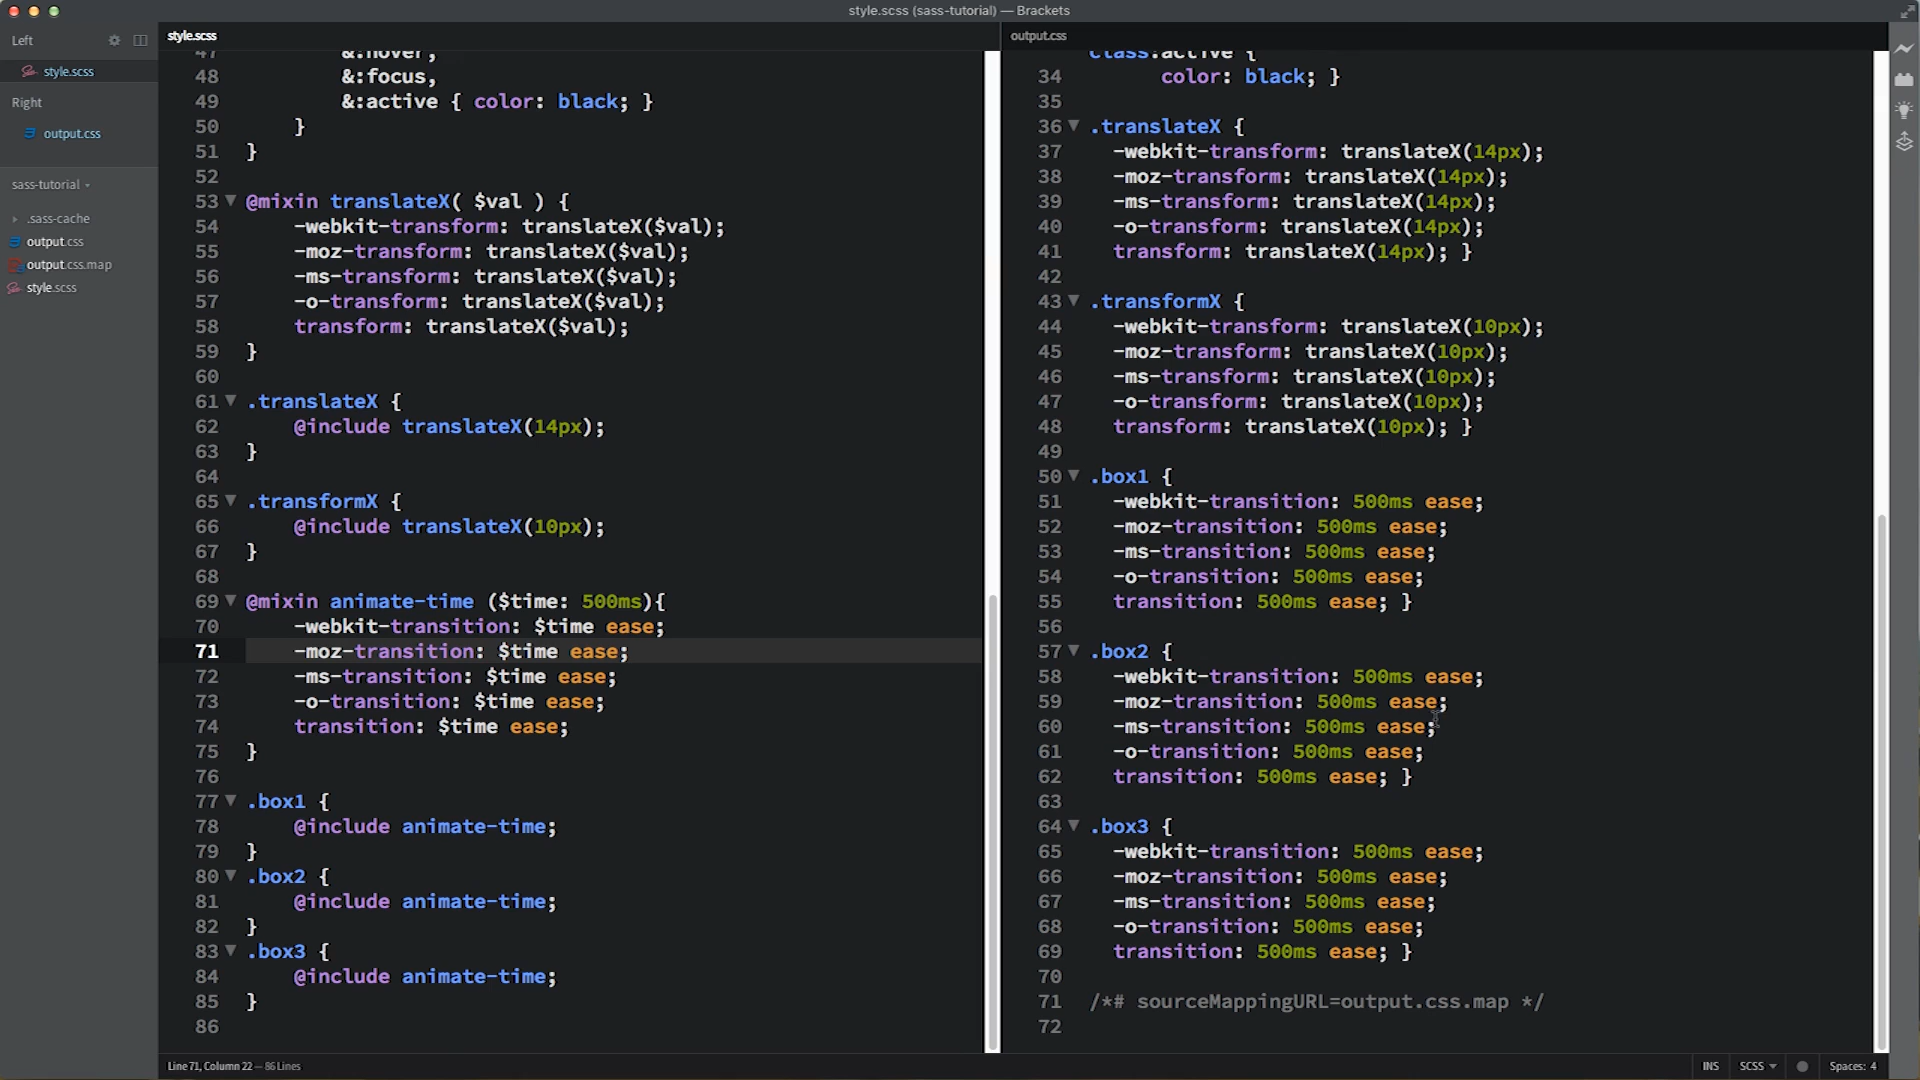 style.scss (sass-tutorial) — Brackets
Left
style.scss
Right
output.css
sass-tutorial
.sass-cache
output.css
output.css.map
style.scss
style.scss
47 &:hover,
48 &:focus,
49 &:active { color: black; }
50 }
51 }
52
53 @mixin translateX( $val ) {
54 -webkit-transform: translateX($val);
55 -moz-transform: translateX($val);
56 -ms-transform: translateX($val);
57 -o-transform: translateX($val);
58 transform: translateX($val);
59 }
60
61 .translateX {
62 @include translateX(14px);
63 }
64
65 .transformX {
66 @include translateX(10px);
67 }
68
69 @mixin animate-time ($time: 500ms){
70 -webkit-transition: $time ease;
71 -moz-transition: $time ease;
72 -ms-transition: $time ease;
73 -o-transition: $time ease;
74 transition: $time ease;
75 }
76
77 .box1 {
78 @include animate-time;
79 }
80 .box2 {
81 @include animate-time;
82 }
83 .box3 {
84 @include animate-time;
85 }
86
output.css
class:active {
34 color: black; }
35
36 .translateX {
37 -webkit-transform: translateX(14px);
38 -moz-transform: translateX(14px);
39 -ms-transform: translateX(14px);
40 -o-transform: translateX(14px);
41 transform: translateX(14px); }
42
43 .transformX {
44 -webkit-transform: translateX(10px);
45 -moz-transform: translateX(10px);
46 -ms-transform: translateX(10px);
47 -o-transform: translateX(10px);
48 transform: translateX(10px); }
49
50 .box1 {
51 -webkit-transition: 500ms ease;
52 -moz-transition: 500ms ease;
53 -ms-transition: 500ms ease;
54 -o-transition: 500ms ease;
55 transition: 500ms ease; }
56
57 .box2 {
58 -webkit-transition: 500ms ease;
59 -moz-transition: 500ms ease;
60 -ms-transition: 500ms ease;
61 -o-transition: 500ms ease;
62 transition: 500ms ease; }
63
64 .box3 {
65 -webkit-transition: 500ms ease;
66 -moz-transition: 500ms ease;
67 -ms-transition: 500ms ease;
68 -o-transition: 500ms ease;
69 transition: 500ms ease; }
70
71 /*# sourceMappingURL=output.css.map */
72
Line 71, Column 22 — 86 Lines
INS
SCSS
Spaces: 4